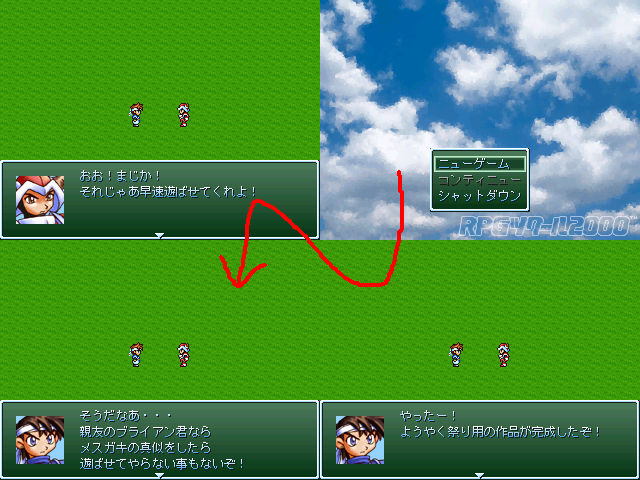 ニューゲーム
コンティニュー
シャットダウン
RPGツクール2000
やったー!
ようやく祭り用の作品が完成したぞ!
おお!まじか!
それじゃあ早速遊ばせてくれよ!
そうだなあ・・・
親友のブライアン君なら
メスガキの真似をしたら
遊ばせてやらない事もないぞ!